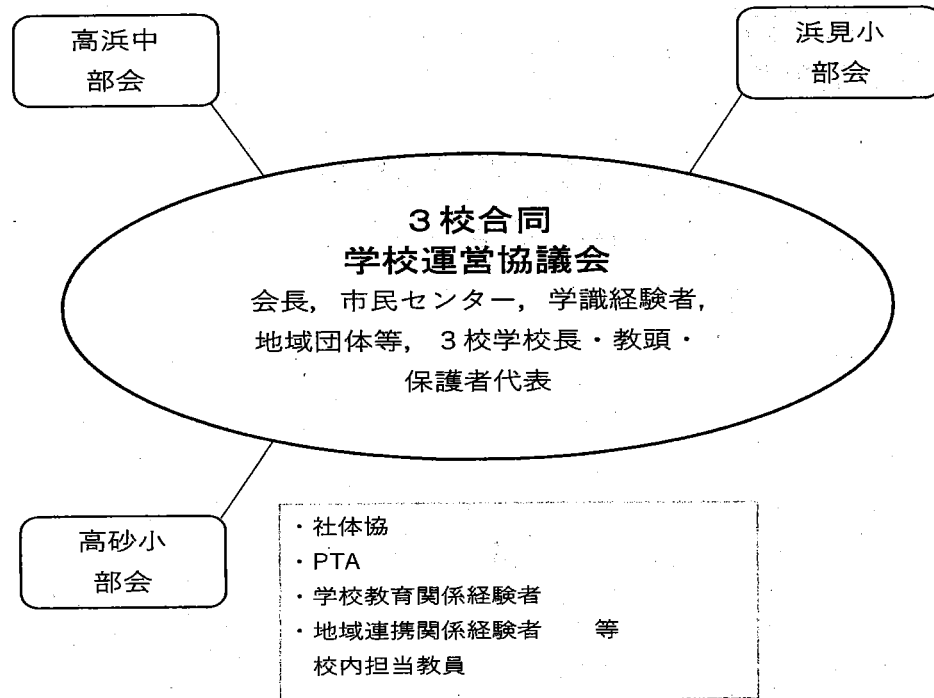 高浜中
部会
浜見小
部会
３校合同
学校運営協議会
会長，市民センター，学識経験者，
地域団体等，３校学校長・教頭・
保護者代表
高砂小
部会
・社体協
・PTA
・学校教育関係経験者
・地域連携関係経験者　　等
校内担当教員